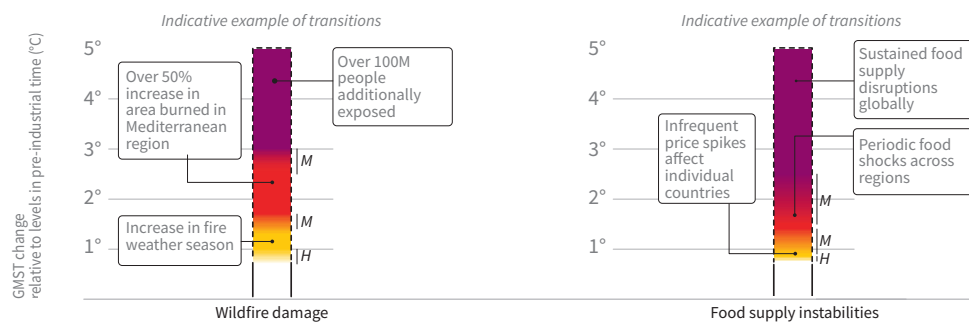 Indicative example of transitions
GMST change
relative to levels in pre-industrial time (°C)
5°
4°
3°
2°
1°
Over 50%
increase in
area burned in
Mediterranean
region
Over 100M
people
additionally
exposed
Increase in fire
weather season
M
M
H
Wildfire damage
Indicative example of transitions
5°
4°
3°
2°
1°
Sustained food
supply
disruptions
globally
Infrequent
price spikes
affect
individual
countries
Periodic food
shocks across
regions
M
M
H
Food supply instabilities